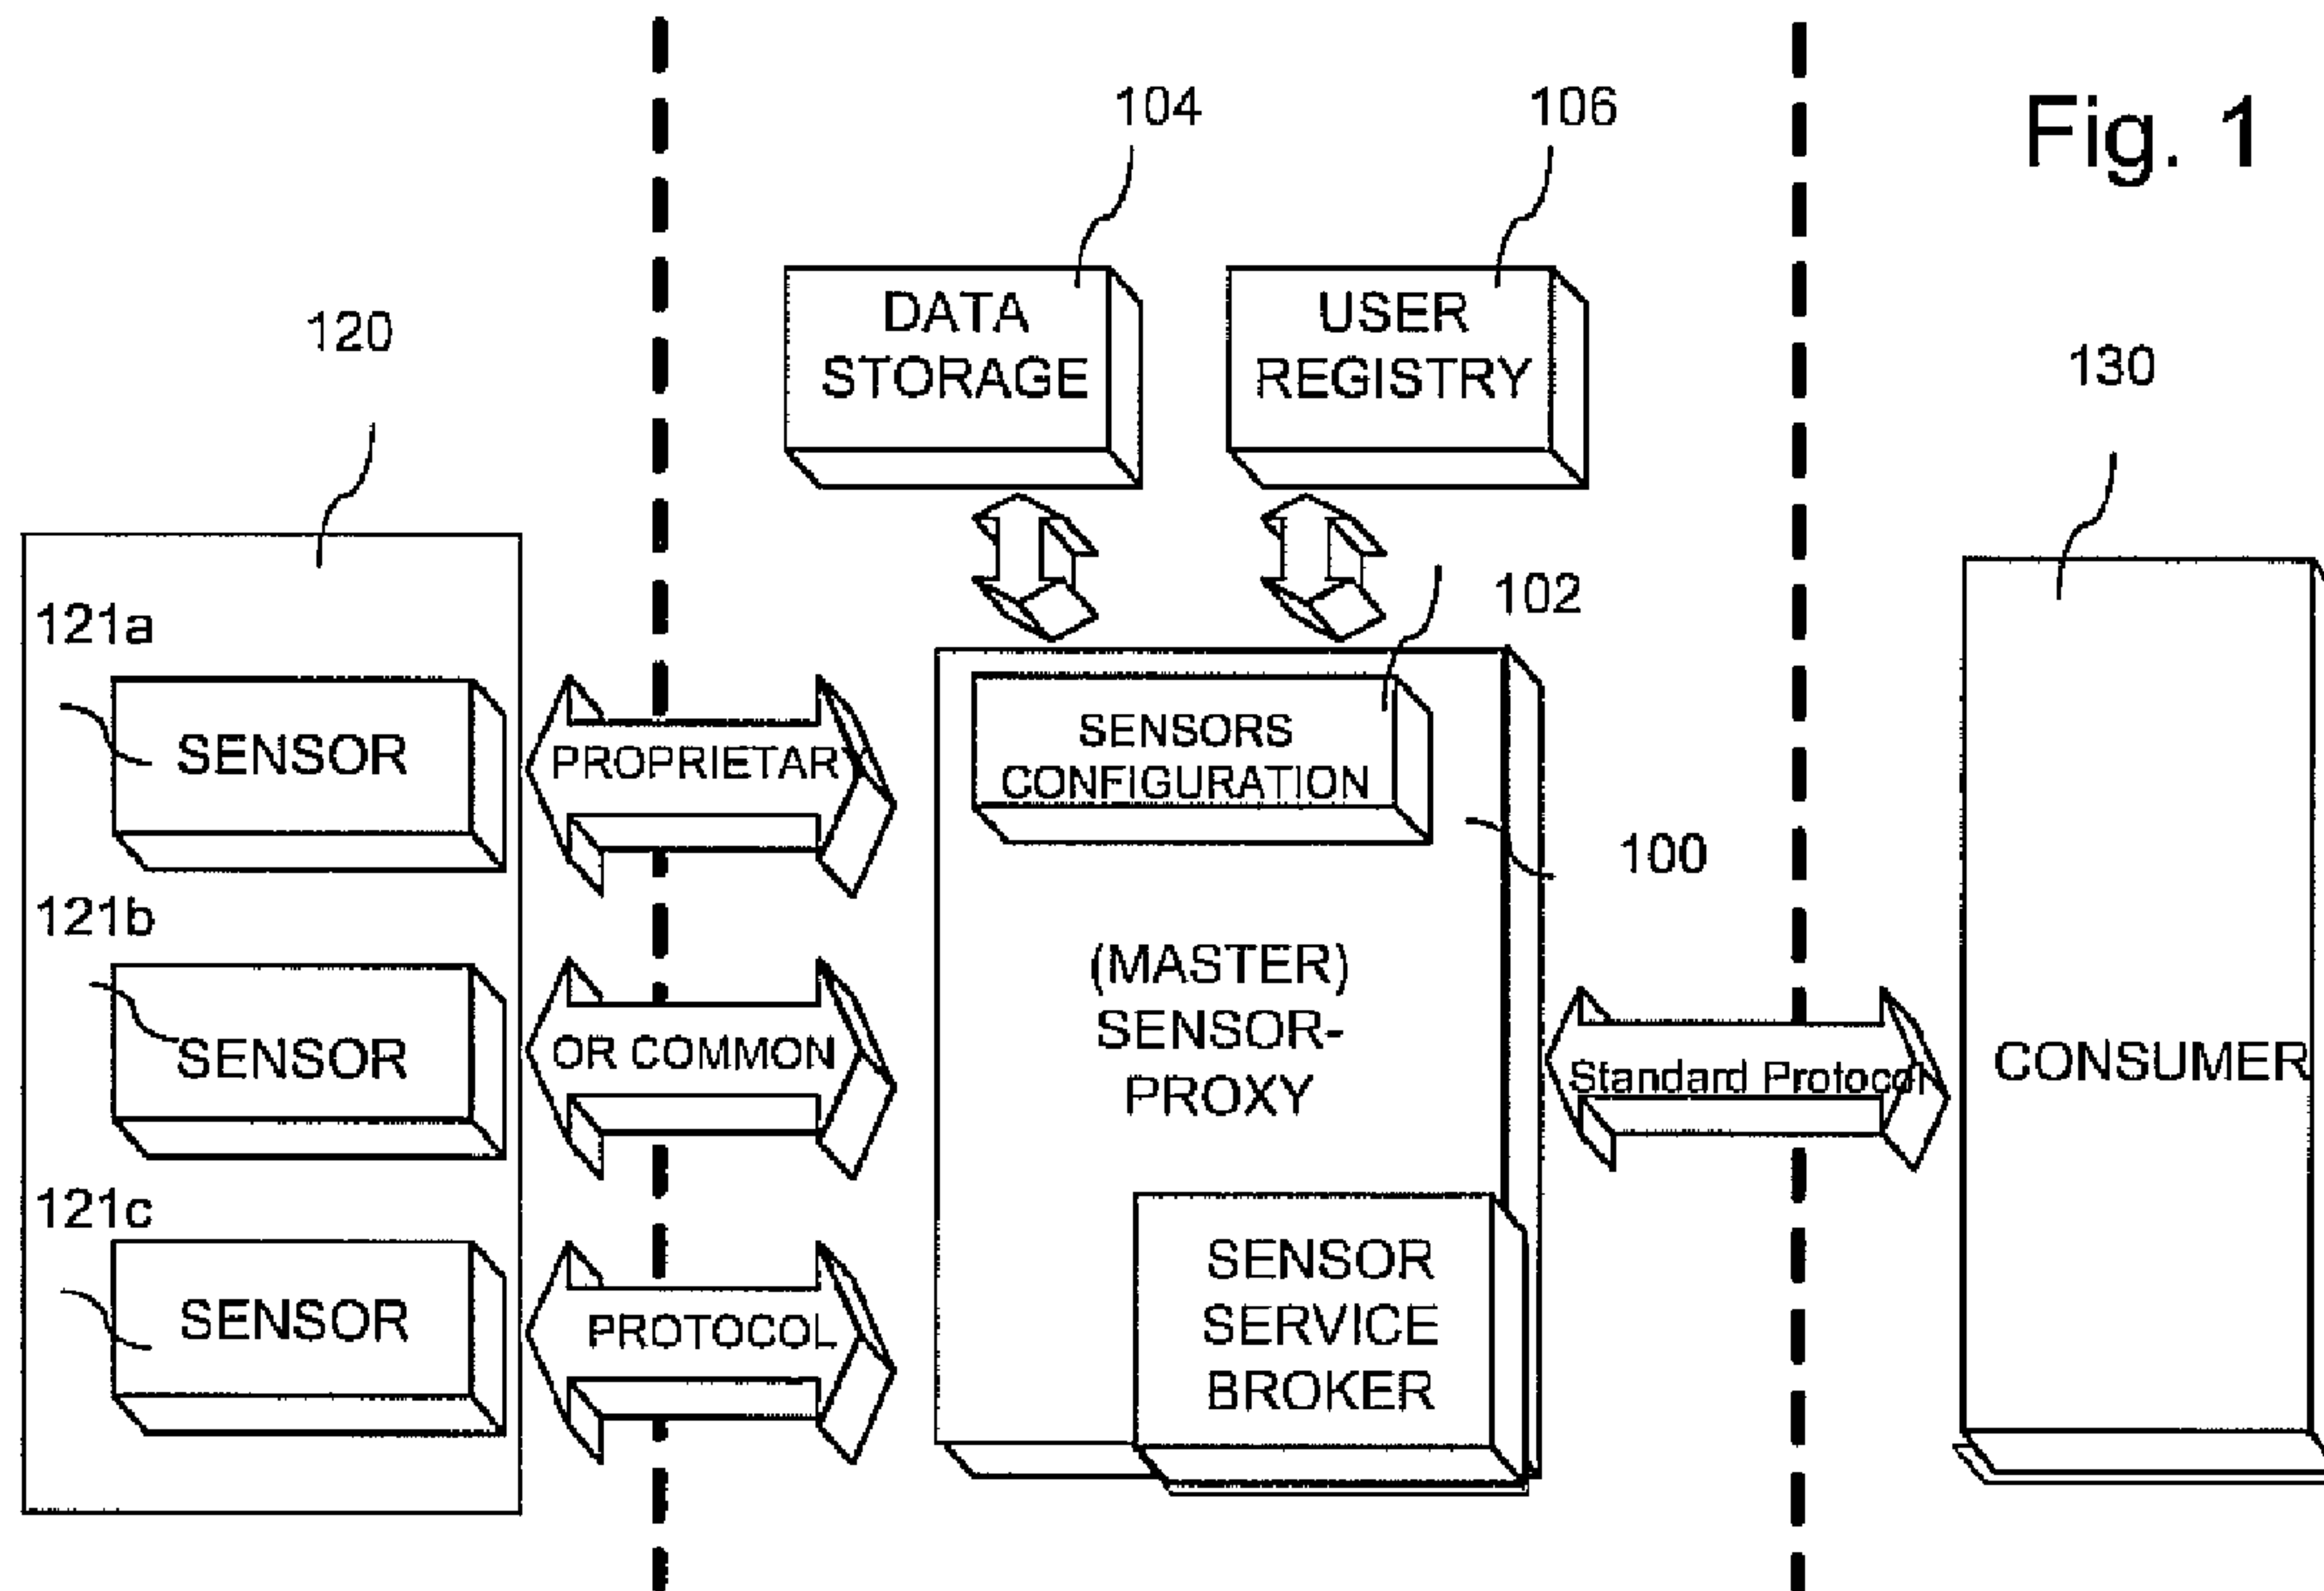 Fig. 1
104
106
120
130
DATA
STORAGE
USER
REGISTRY
102
121a
SENSOR
PROPRIETARY
SENSORS
CONFIGURATION
100
121b
SENSOR
OR COMMON
(MASTER)
SENSOR-
PROXY
Standard Protocol
CONSUMER
121c
SENSOR
PROTOCOL
SENSOR
SERVICE
BROKER